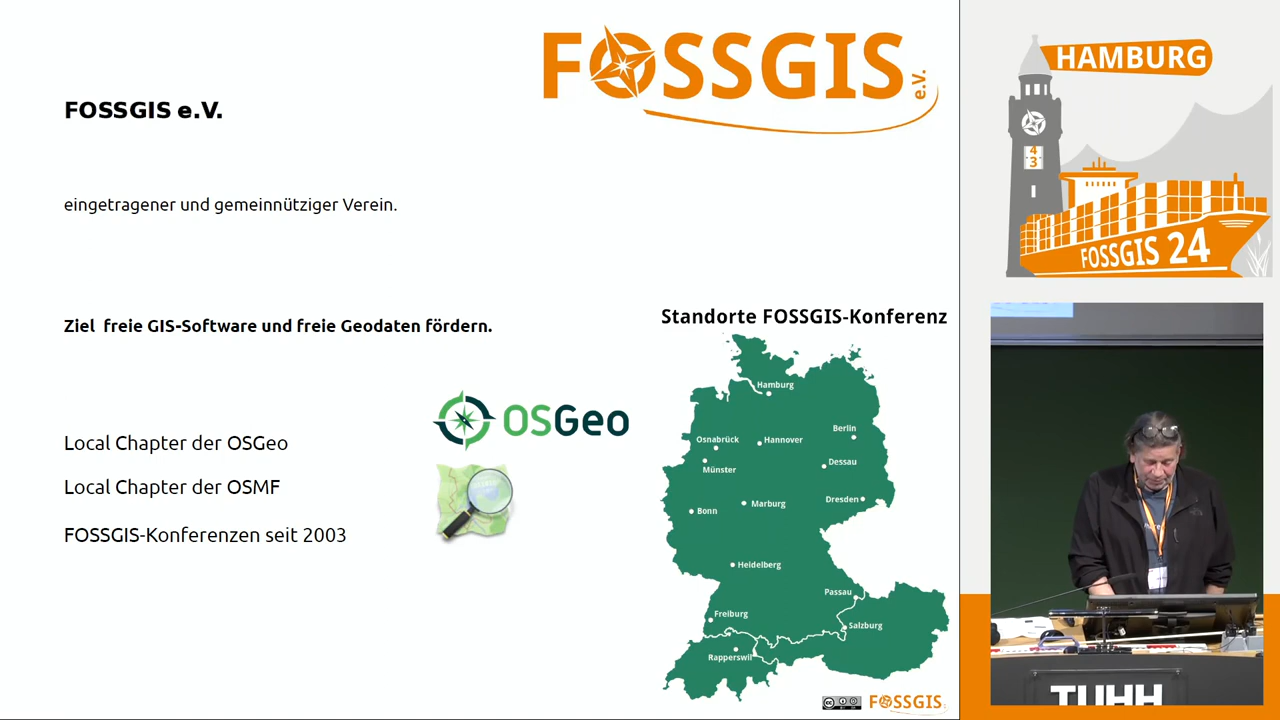 FOSSGIS e.V.
FOSSGIS e.V.
eingetragener und gemeinnütziger Verein.
Ziel freie GIS-Software und freie Geodaten fördern.
OSGeo
Local Chapter der OSGeo
Local Chapter der OSMF
FOSSGIS-Konferenzen seit 2003
Standorte FOSSGIS-Konferenz
Hamburg
Berlin
Osnabrück
Hannover
Münster
Dessau
Marburg
Dresden
Bonn
Heidelberg
Passau
Freiburg
Salzburg
Rapperswil
FOSSGIS
HAMBURG
4
3
FOSSGIS 24
TUHH